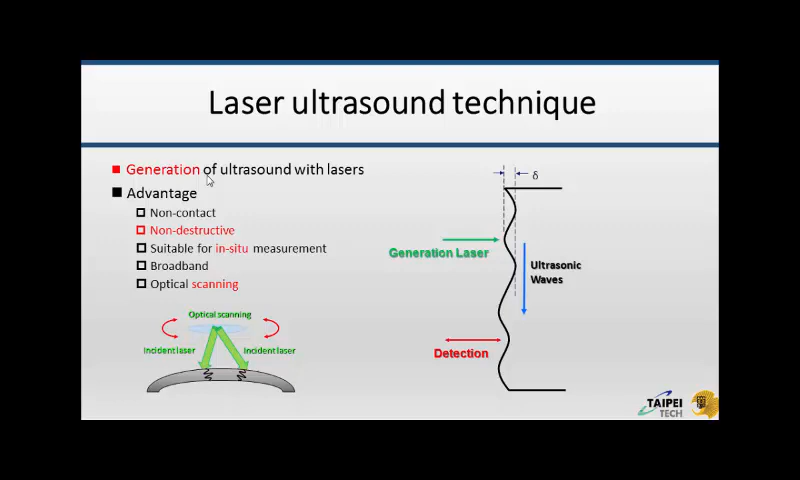 Laser ultrasound technique
Generation of ultrasound with lasers
Advantage
Non-contact
Non-destructive
Suitable for in-situ measurement
Broadband
Optical scanning
Optical scanning
Incident laser
Incident laser
δ
Generation Laser
Ultrasonic
Waves
Detection
TAIPEI
TECH